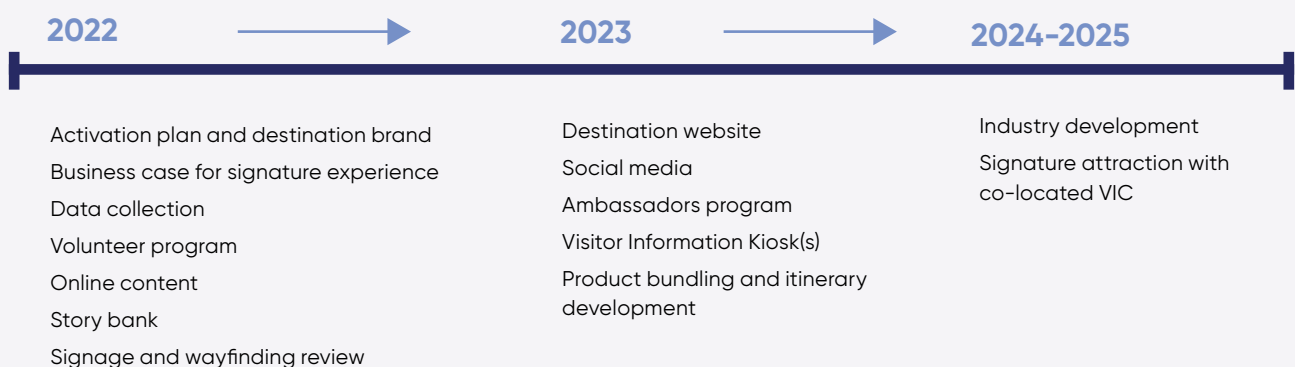 2022
Activation plan and destination brand
Business case for signature experience
Data collection
Volunteer program
Online content
Story bank
Signage and wayfinding review
2023
Destination website
Social media
Ambassadors program
Visitor Information Kiosk(s)
Product bundling and itinerary
development
2024-2025
Industry development
Signature attraction with
co-located VIC